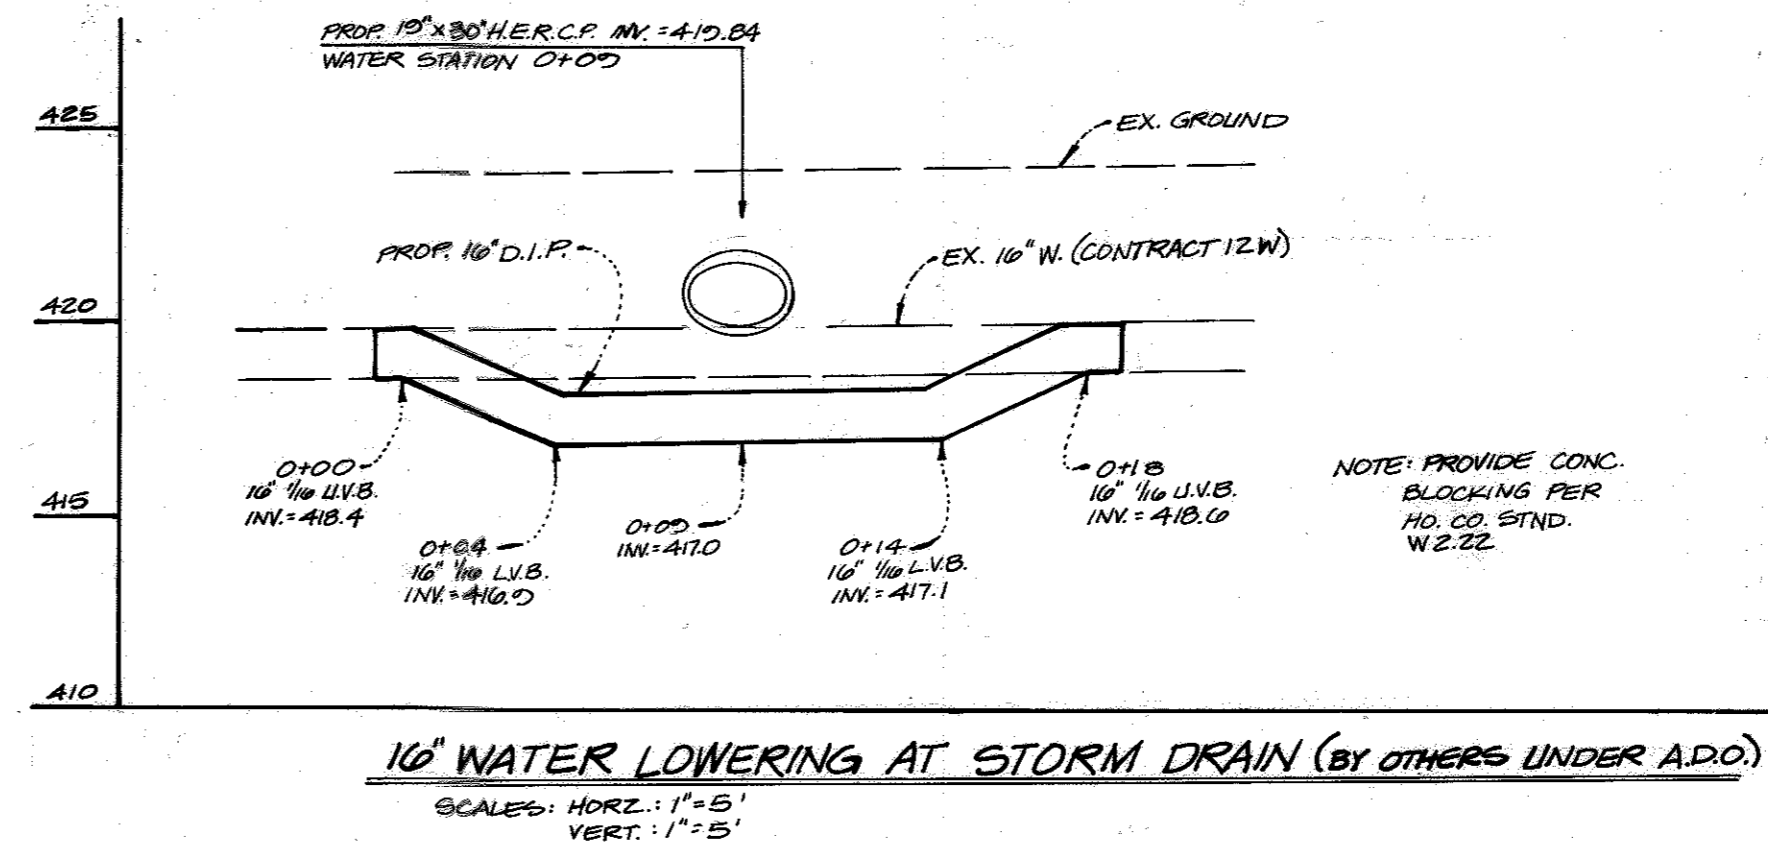 PROP. 19"x30" H.E.R.C.P. INV. = 419.84
WATER STATION 0+09
425
EX. GROUND
PROP. 16" D.I.P.
EX. 16" W. (CONTRACT 12W)
420
0+00
16" 1/16 U.V.B.
INV. = 418.4
415
0+04
16" 1/16 L.V.B.
INV. = 416.9
0+09
INV. = 417.0
0+14
16" 1/16 L.V.B.
INV. = 417.1
0+18
16" 1/16 U.V.B.
INV. = 418.6
NOTE: PROVIDE CONC.
BLOCKING PER
HO. CO. STND.
W 2.22
410
16" WATER LOWERING AT STORM DRAIN (BY OTHERS UNDER A.D.O.)
SCALES: HORZ.: 1"=5'
VERT.: 1"=5'